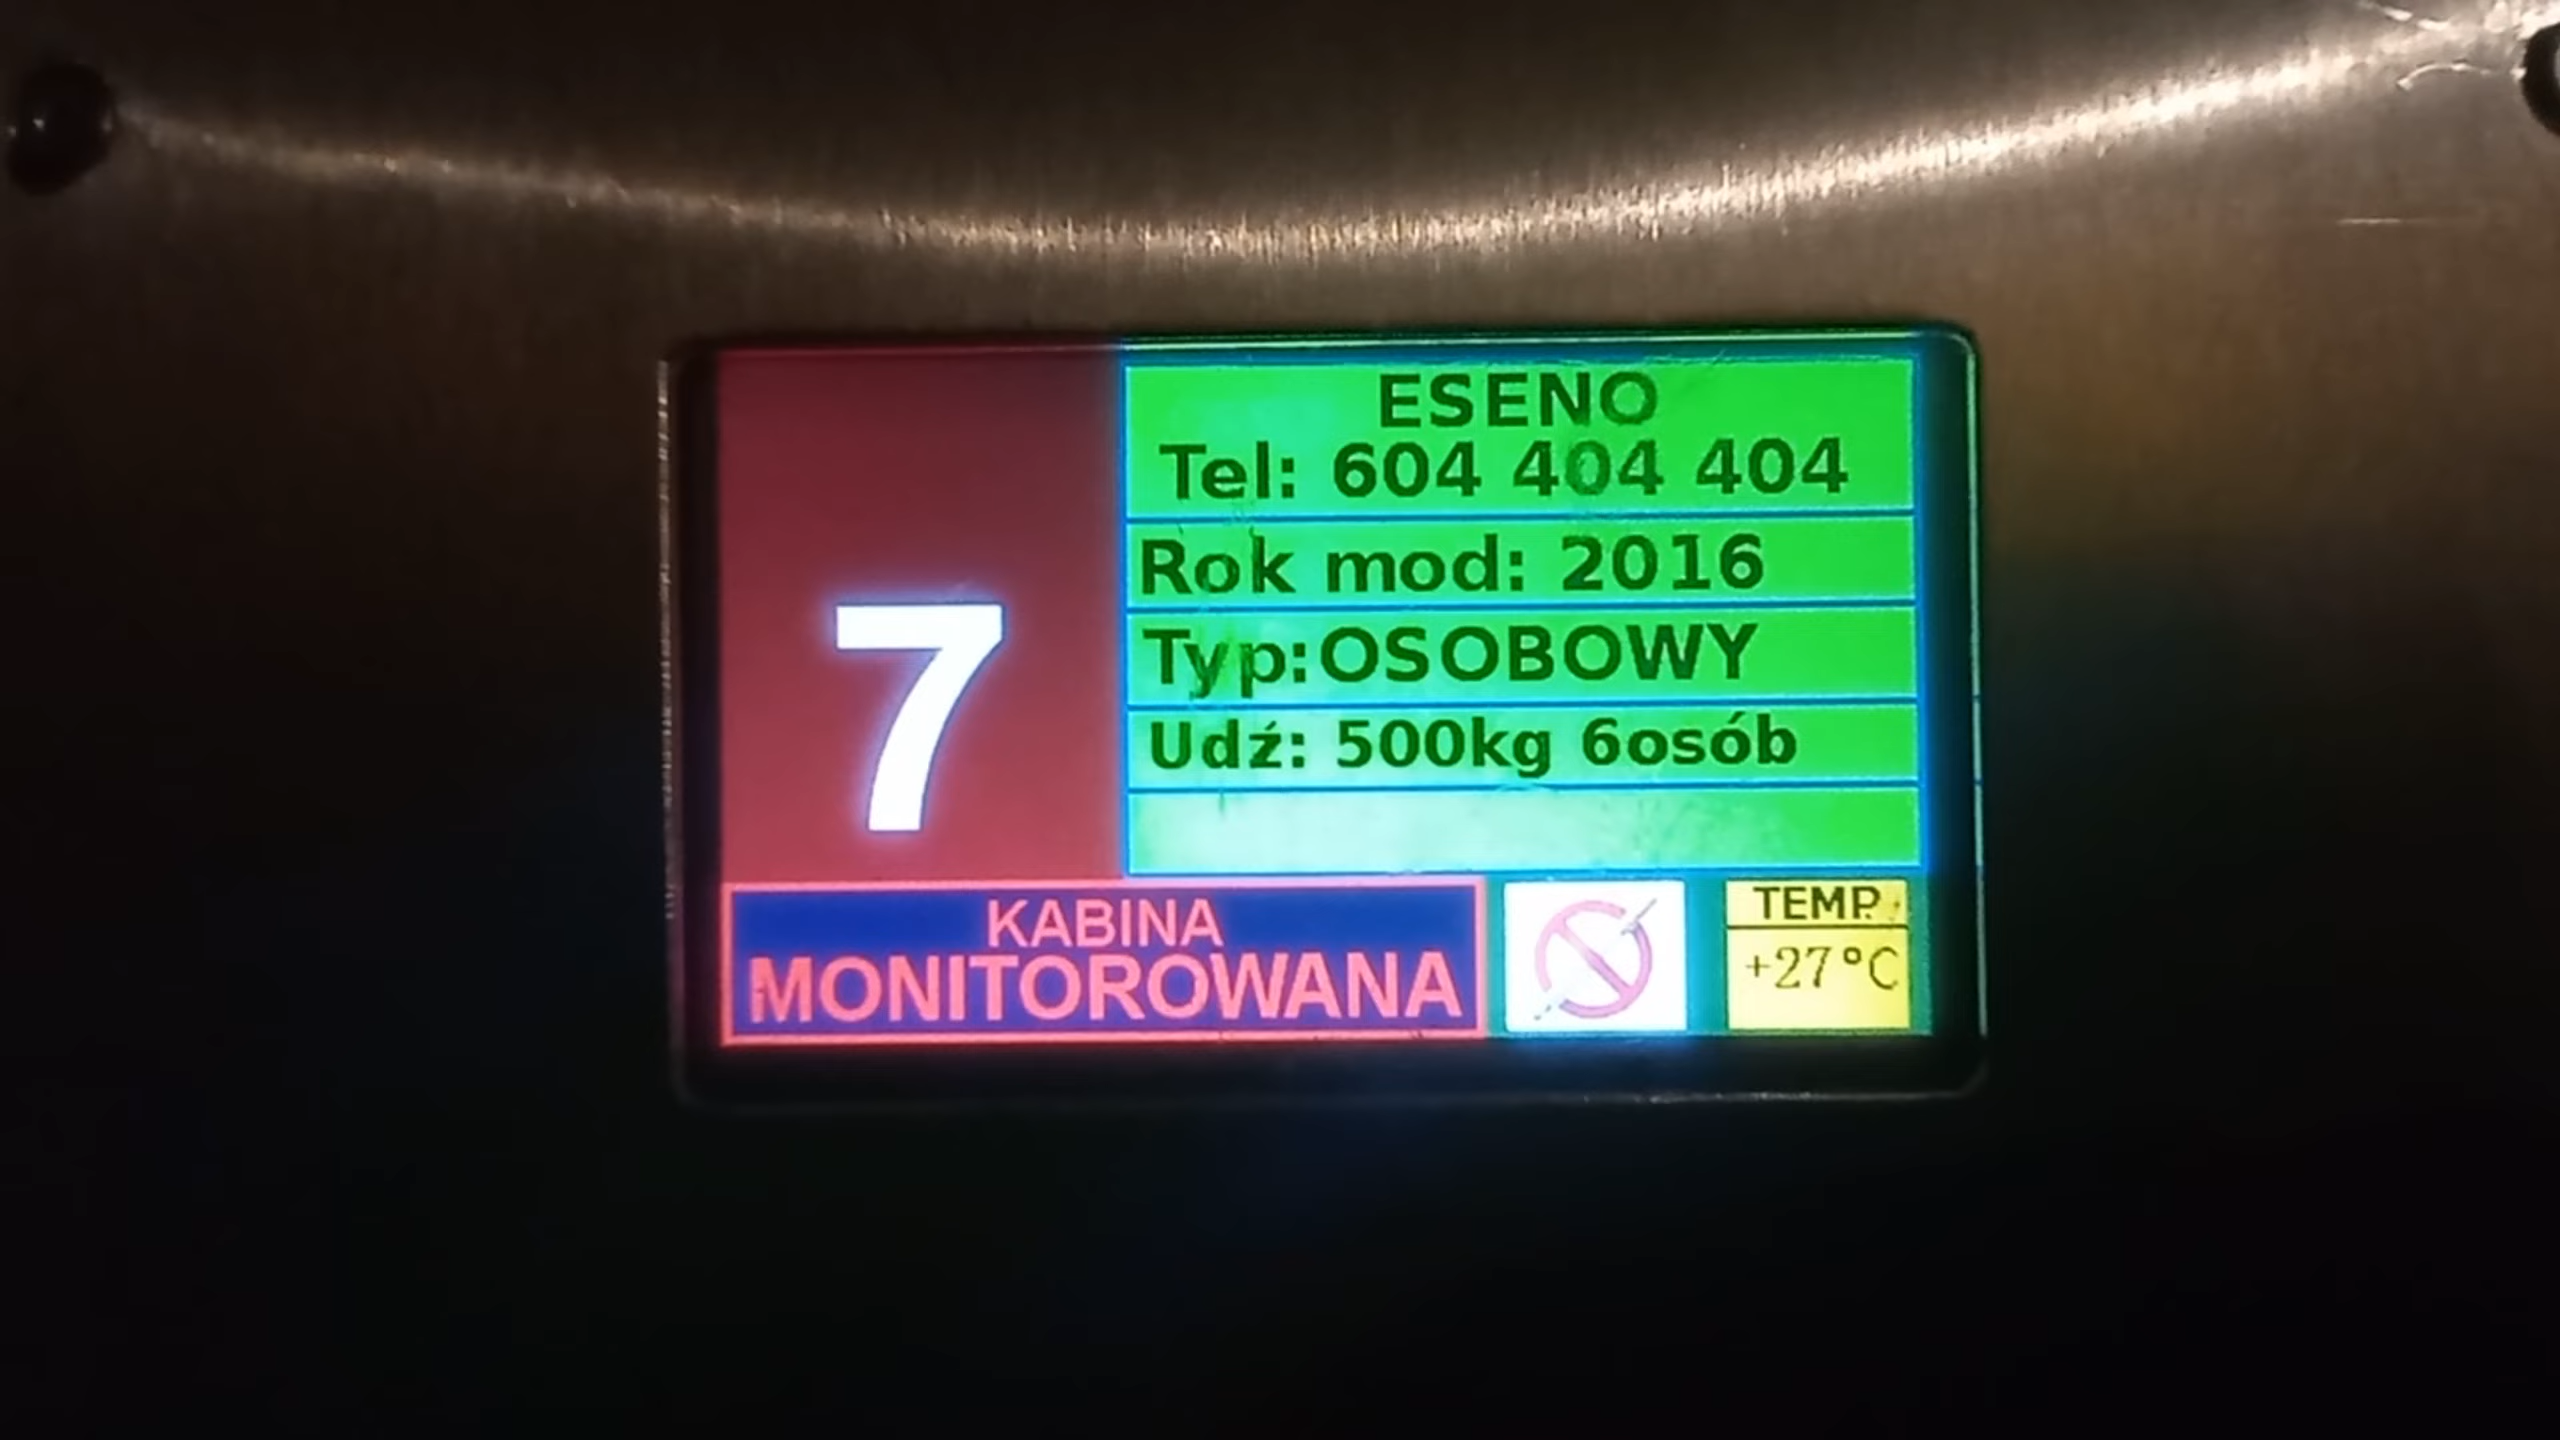 7
ESENO
Tel: 604 404 404
Rok mod: 2016
Typ:OSOBOWY
Udź: 500kg 6osób
KABINA
MONITOROWANA
TEMP.
+27°C